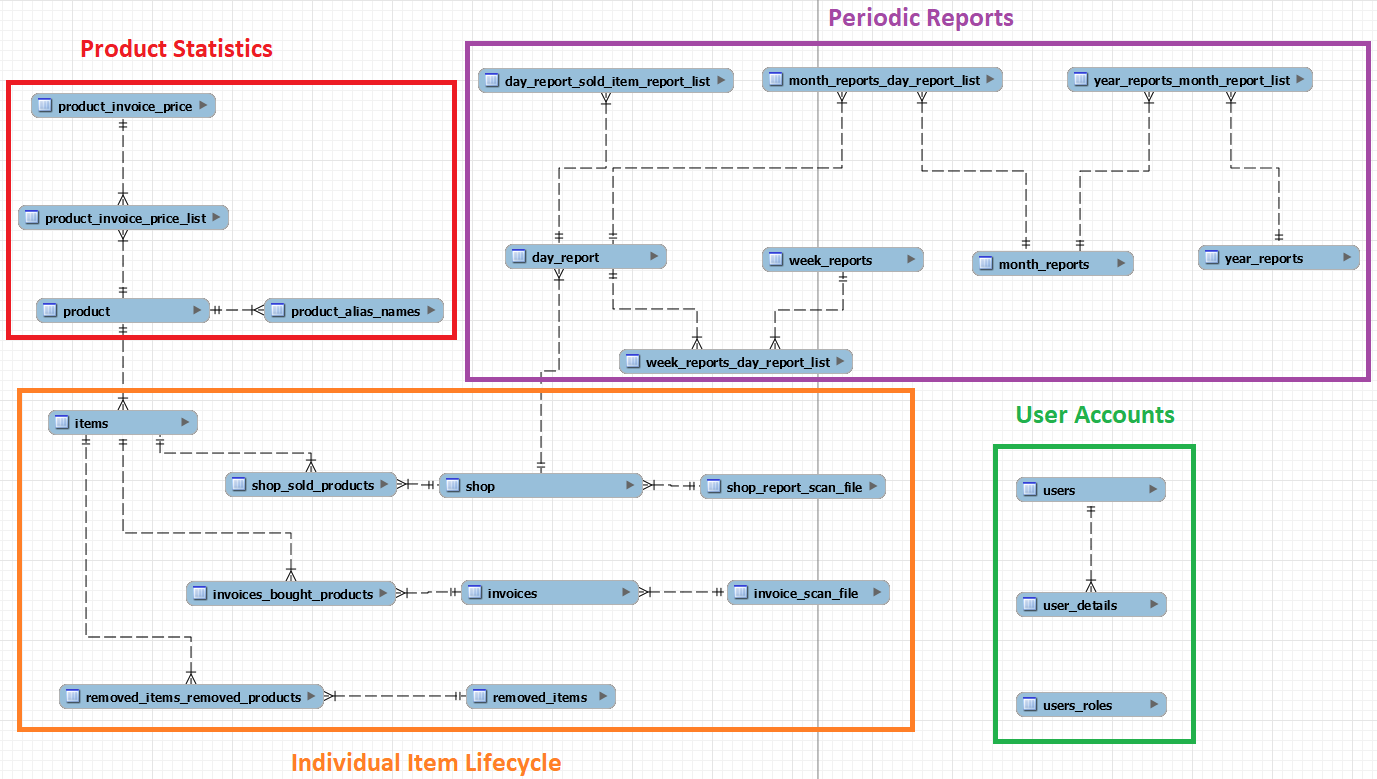 Periodic Reports
Product Statistics
day_report_sold_item_report_list
month_reports_day_report_list
year_reports_month_report_list
product_invoice_price
product_invoice_price_list
day_report
week_reports
month_reports
year_reports
product
product_alias_names
week_reports_day_report_list
User Accounts
items
shop_sold_products
shop
shop_report_scan_file
users
invoices_bought_products
invoices
invoice_scan_file
user_details
removed_items_removed_products
removed_items
users_roles
Individual Item Lifecycle